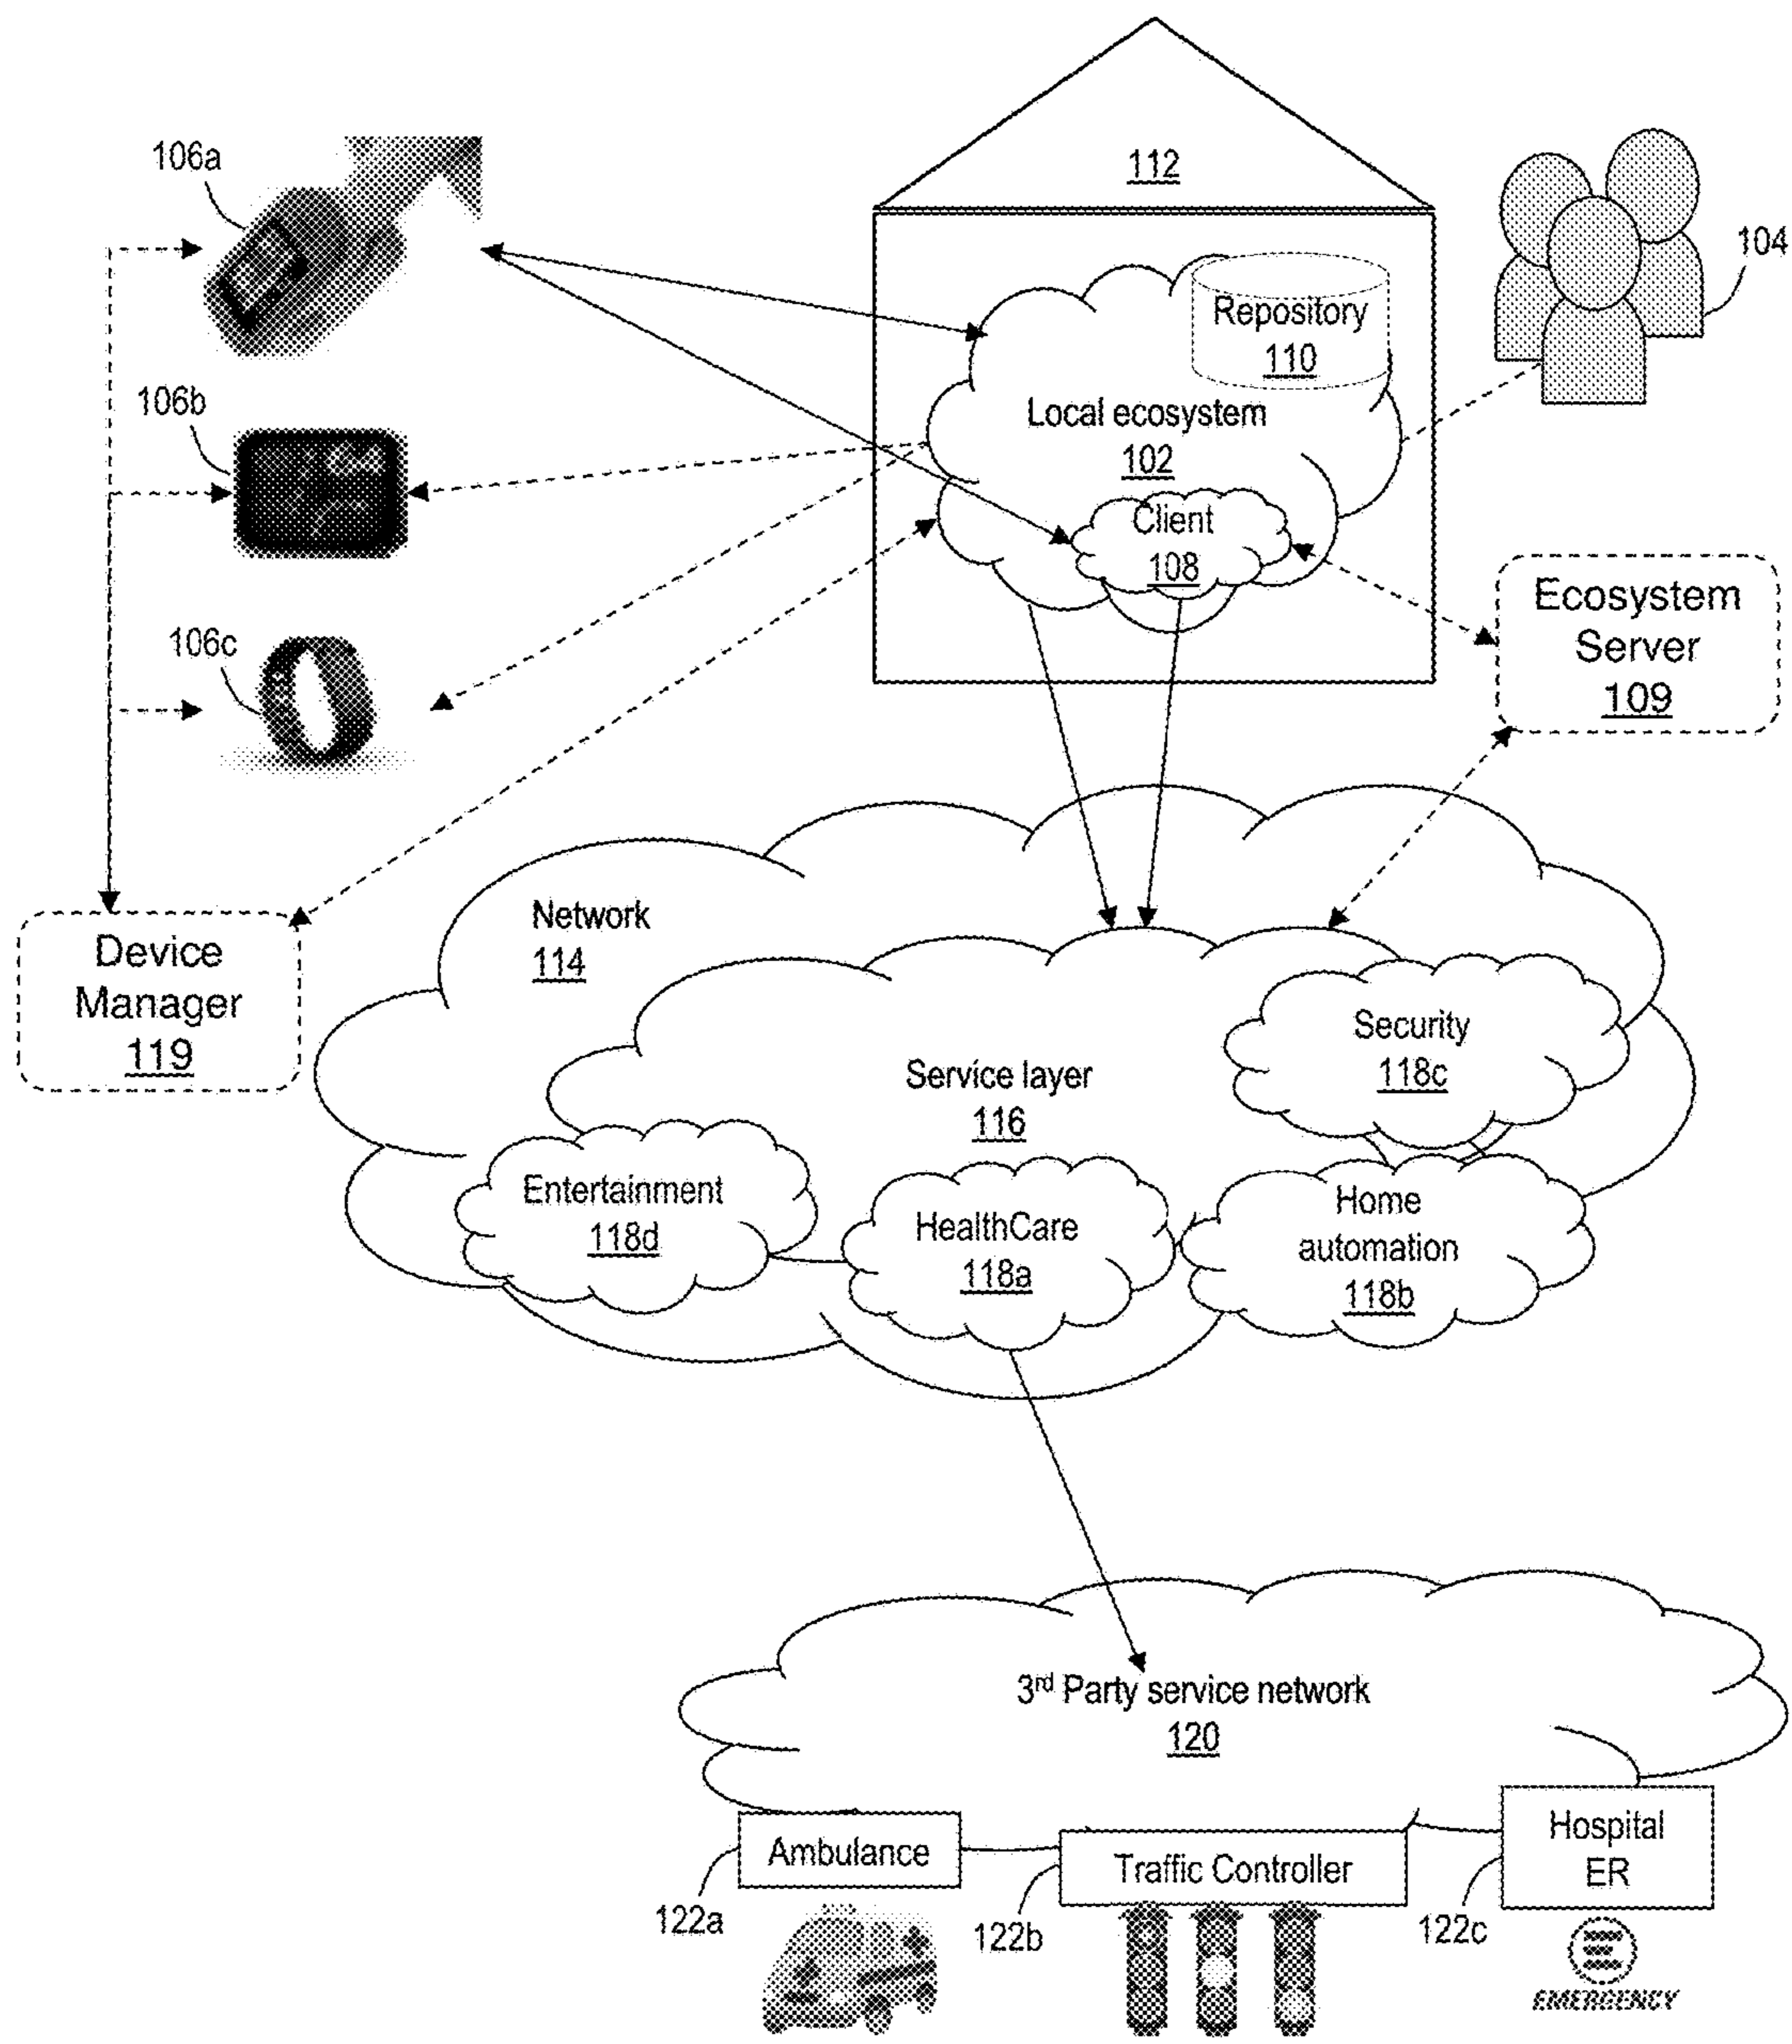 112
106a
104
Repository
110
106b
Local ecosystem
102
Client
108
106c
Ecosystem
Server
109
Network
114
Device
Manager
119
Security
118c
Service layer
116
Entertainment
118d
HealthCare
118a
Home
automation
118b
3rd Party service network
120
Ambulance
122a
Traffic Controller
122b
Hospital
ER
122c
EMERGENCY